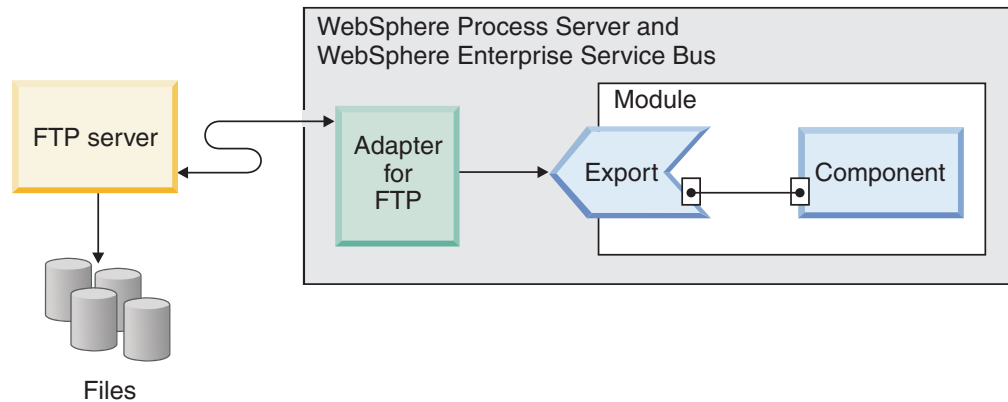 WebSphere Process Server and
WebSphere Enterprise Service Bus
Module
FTP server
Adapter
for
FTP
Export
Component
Files